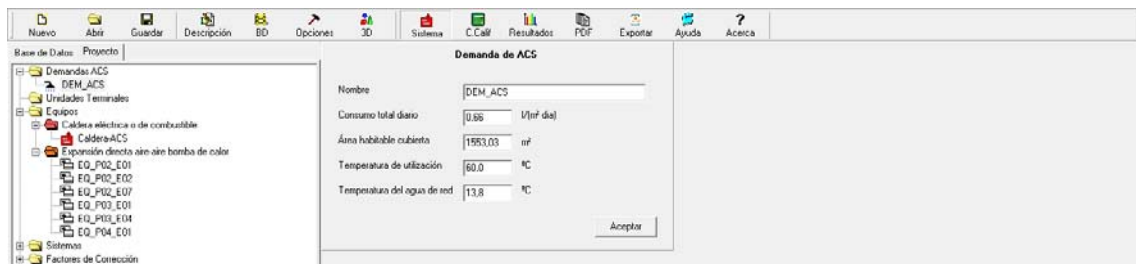 Nuevo Abrir Guardar Descripción BD Opciones 3D Sistema C.Calif Resultados PDF Exportar Ayuda Acerca
Base de Datos Proyecto
Demandas ACS
DEM_ACS
Unidades Terminales
Equipos
Caldera eléctrica o de combustible
Caldera-ACS
Expansión directa aire-aire bomba de calor
EQ_P02_E01
EQ_P02_E02
EQ_P02_E07
EQ_P03_E01
EQ_P03_E04
EQ_P04_E01
Sistemas
Factores de Corrección
Demanda de ACS
Nombre DEM_ACS
Consumo total diario 0.66 l/(m² dia)
Área habitable cubierta 1553,03 m²
Temperatura de utilización 60.0 ºC
Temperatura del agua de red 13,8 ºC
Aceptar